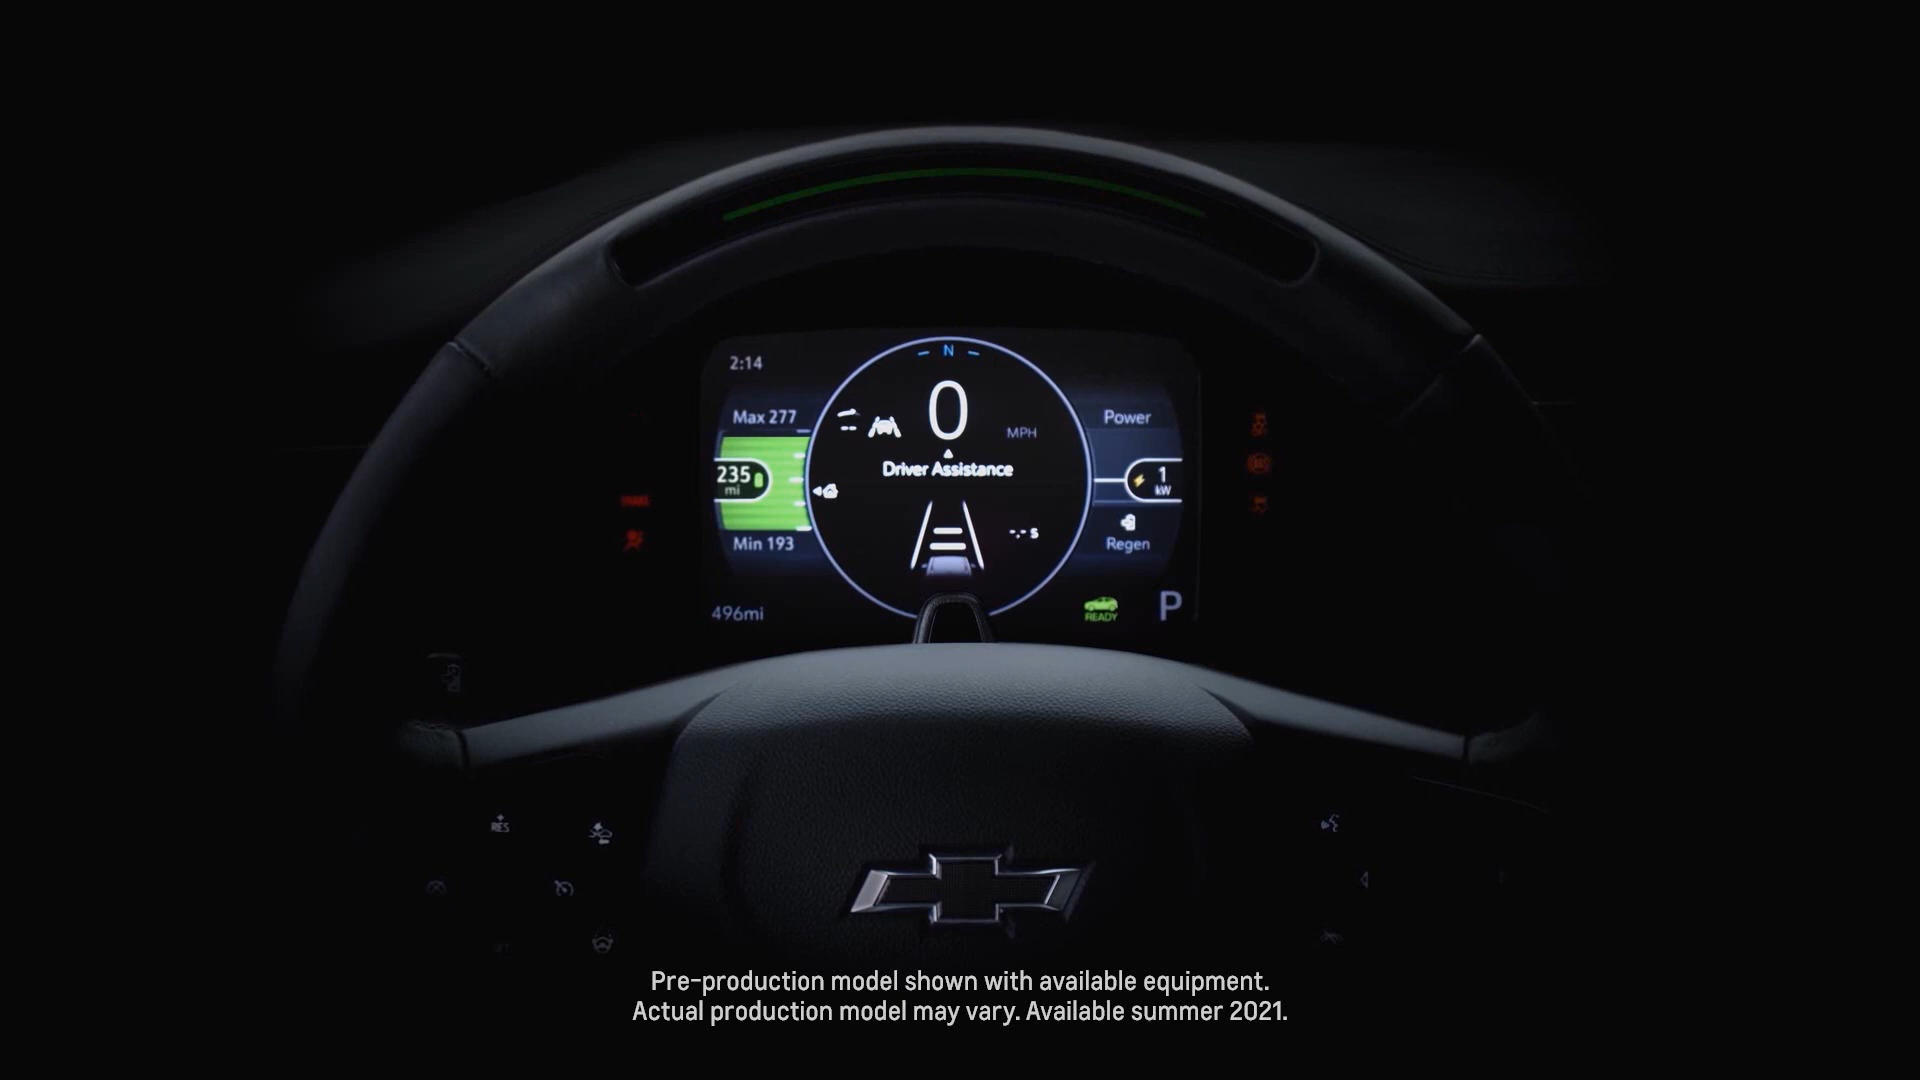 N
2:14
0
MPH
Max 277
Power
Driver Assistance
235
mi
1
kW
-.- s
BRAKE
Min 193
Regen
496mi
READY
P
RES
Pre-production model shown with available equipment.
Actual production model may vary. Available summer 2021.